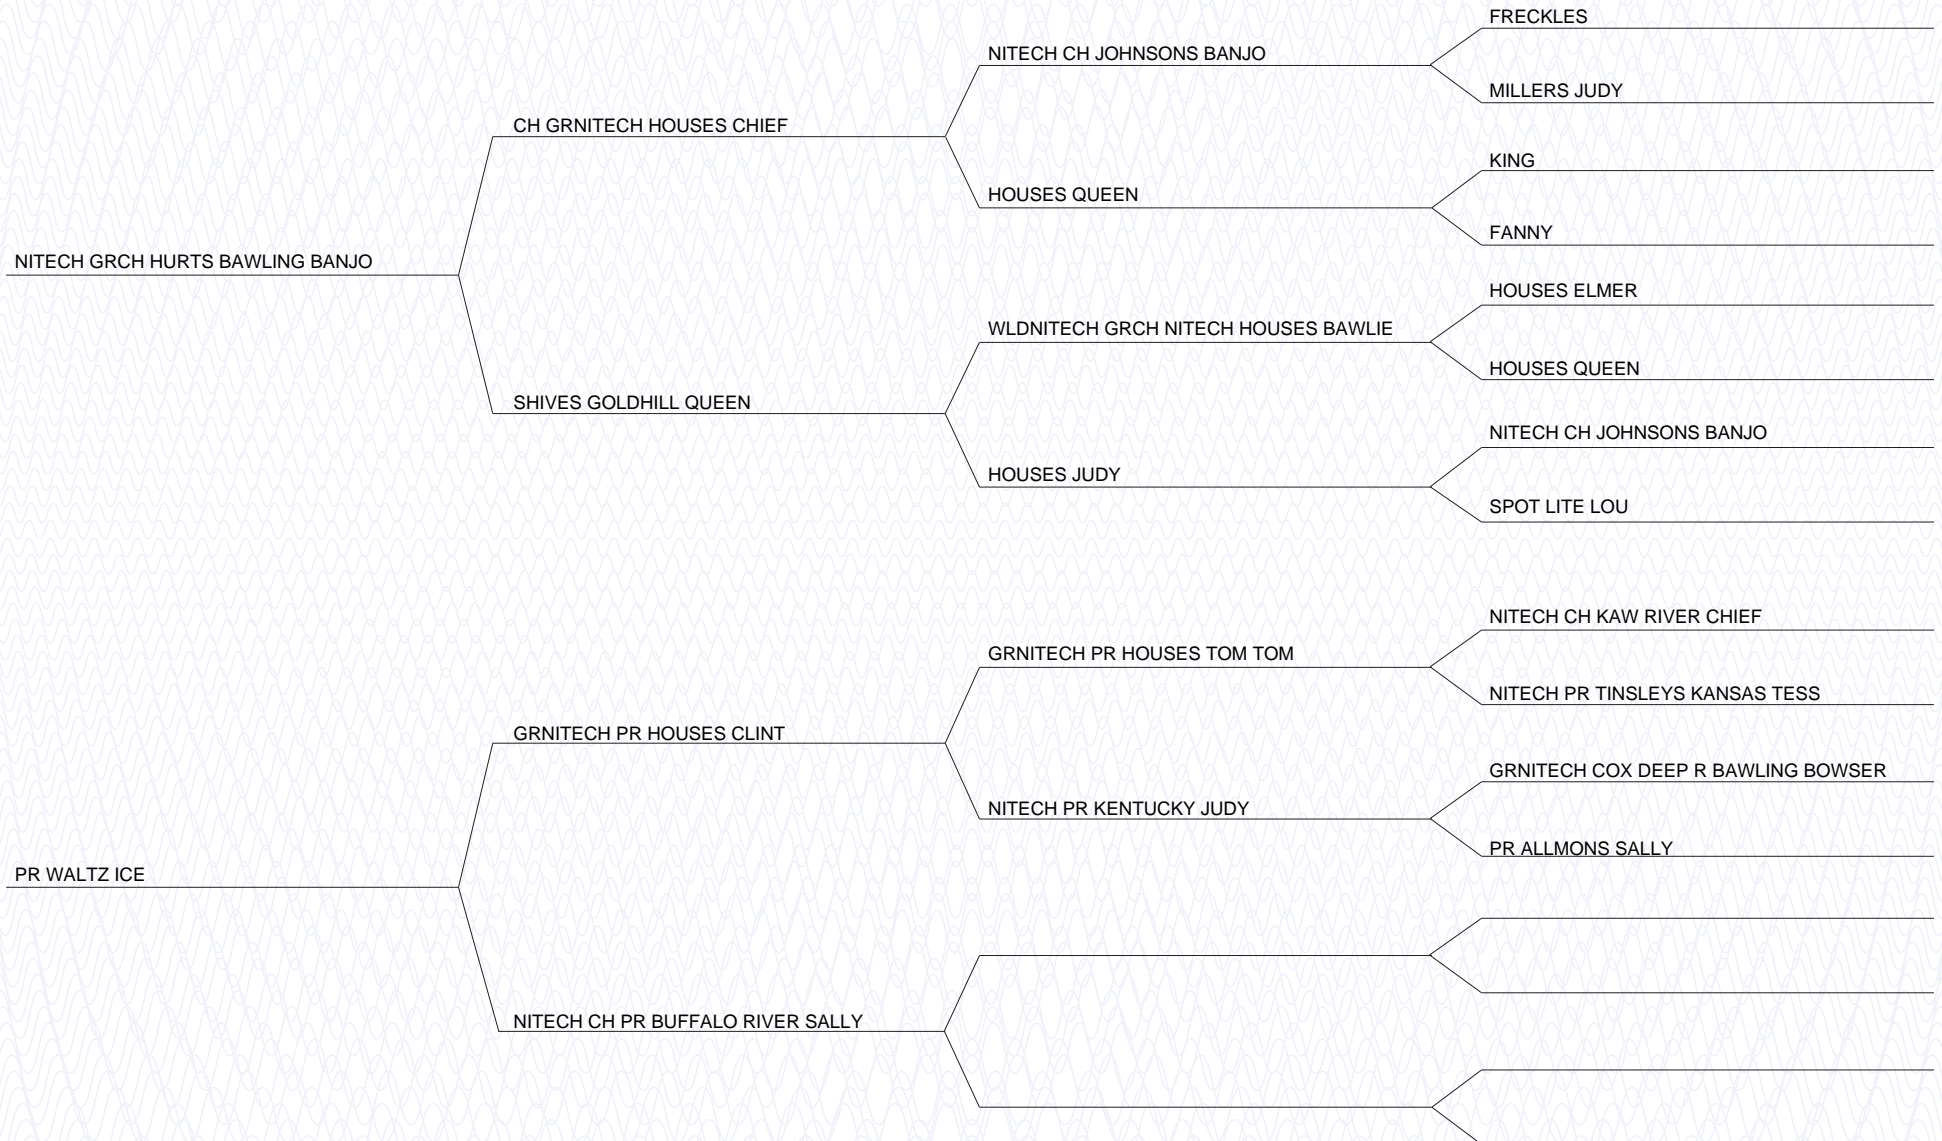 FRECKLES
NITECH CH JOHNSONS BANJO
MILLERS JUDY
CH GRNITECH HOUSES CHIEF
KING
HOUSES QUEEN
FANNY
NITECH GRCH HURTS BAWLING BANJO
HOUSES ELMER
WLDNITECH GRCH NITECH HOUSES BAWLIE
HOUSES QUEEN
SHIVES GOLDHILL QUEEN
NITECH CH JOHNSONS BANJO
HOUSES JUDY
SPOT LITE LOU
NITECH CH KAW RIVER CHIEF
GRNITECH PR HOUSES TOM TOM
NITECH PR TINSLEYS KANSAS TESS
GRNITECH PR HOUSES CLINT
GRNITECH COX DEEP R BAWLING BOWSER
NITECH PR KENTUCKY JUDY
PR ALLMONS SALLY
PR WALTZ ICE
NITECH CH PR BUFFALO RIVER SALLY